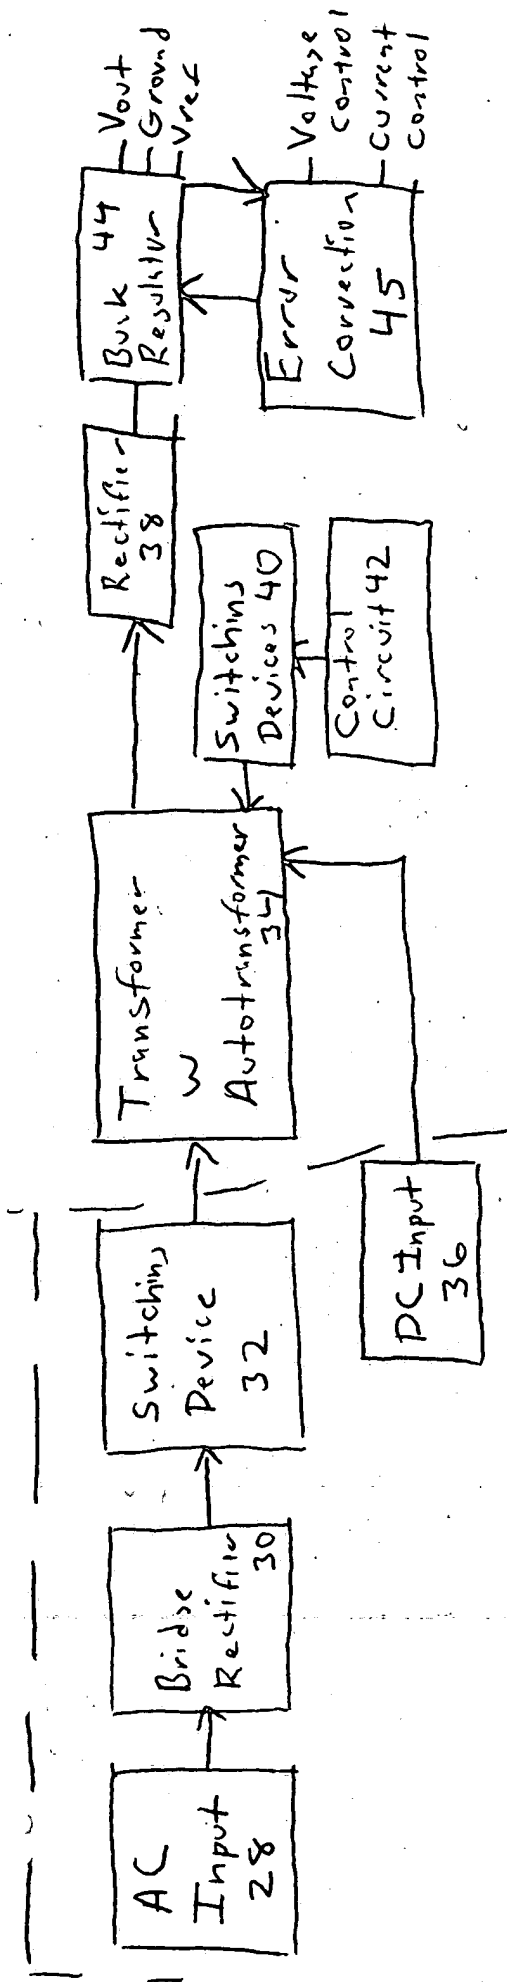 AC
Input
28
Bridge
Rectifier
30
Switching
Device
32
Transformer
w
Autotransformer
34
DC Input
36
Switching
Devices 40
Control
Circuit 42
Rectifier
38
Buck 44
Regulator
Vout
Ground
Vref
Error
Correction
45
Voltage
control
Current
control